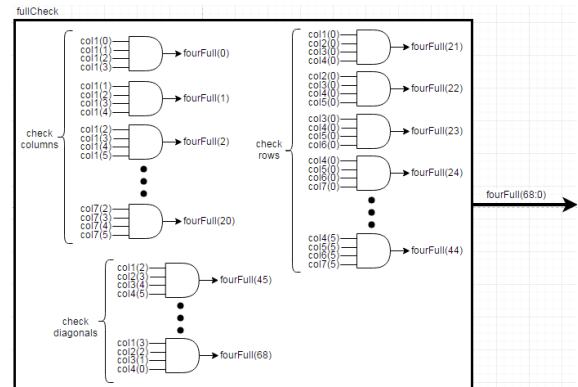 fullCheck
col1(0)
col1(1)
col1(2)
col1(3)
fourFull(0)
col1(1)
col1(2)
col1(3)
col1(4)
fourFull(1)
col1(2)
col1(3)
col1(4)
col1(5)
fourFull(2)
check
columns
col7(2)
col7(3)
col7(4)
col7(5)
fourFull(20)
col1(0)
col2(0)
col3(0)
col4(0)
fourFull(21)
col2(0)
col3(0)
col4(0)
col5(0)
fourFull(22)
col3(0)
col4(0)
col5(0)
col6(0)
fourFull(23)
check
rows
col4(0)
col5(0)
col6(0)
col7(0)
fourFull(24)
col4(5)
col5(5)
col6(5)
col7(5)
fourFull(44)
col1(2)
col2(3)
col3(4)
col4(5)
fourFull(45)
check
diagonals
col1(3)
col2(2)
col3(1)
col4(0)
fourFull(68)
fourFull(68:0)